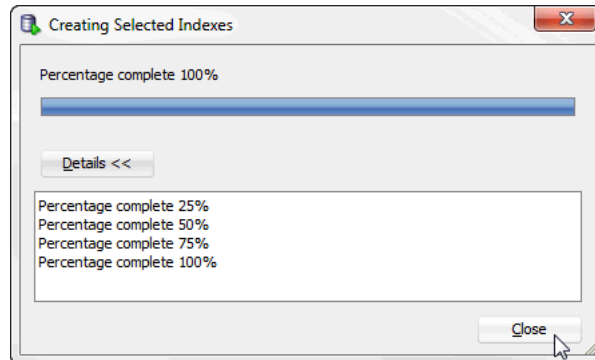 Creating Selected Indexes
Percentage complete 100%
Details <<
Percentage complete 25%
Percentage complete 50%
Percentage complete 75%
Percentage complete 100%
Close